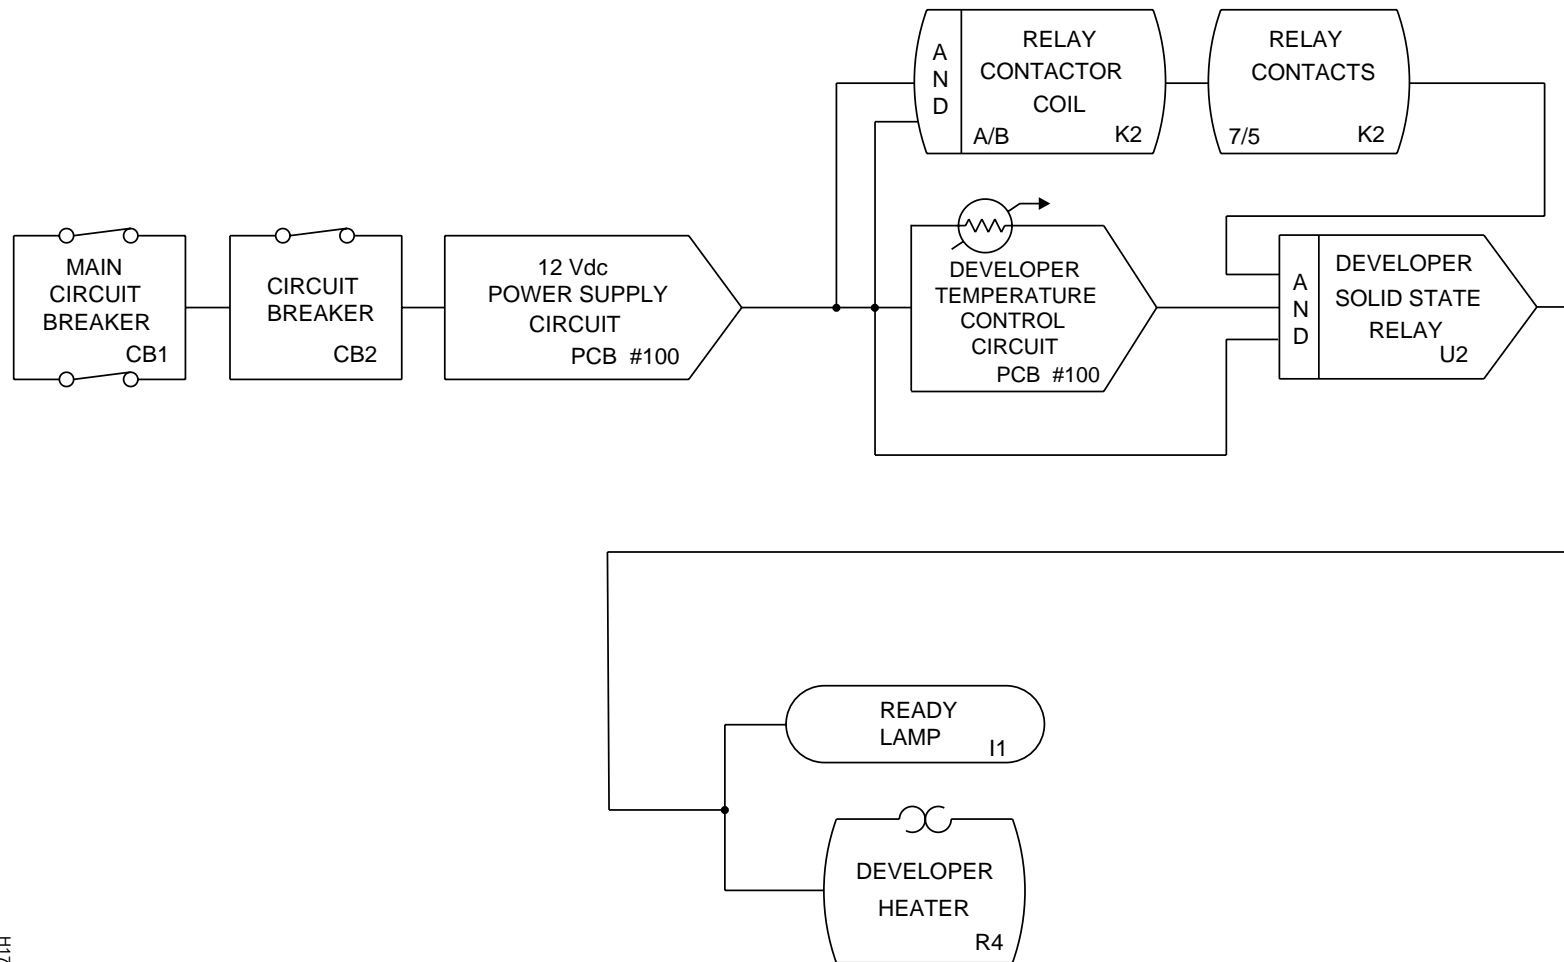 A
N
D
RELAY
CONTACTOR
COIL
A/B K2
RELAY
CONTACTS
7/5 K2
MAIN
CIRCUIT
BREAKER
CB1
CIRCUIT
BREAKER
CB2
12 Vdc
POWER SUPPLY
CIRCUIT
PCB #100
DEVELOPER
TEMPERATURE
CONTROL
CIRCUIT
PCB #100
A
N
D
DEVELOPER
SOLID STATE
RELAY
U2
READY
LAMP
I1
DEVELOPER
HEATER
R4